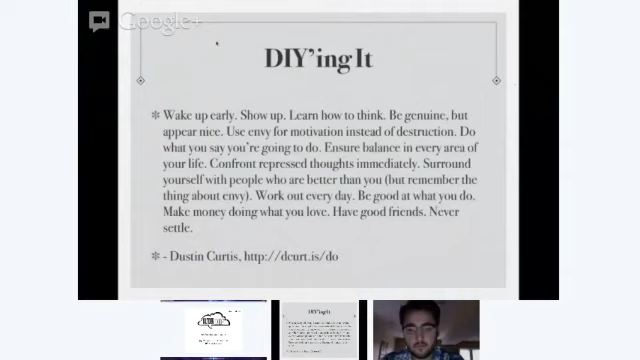 Google+
DIY'ing It
✻ Wake up early. Show up. Learn how to think. Be genuine, but
appear nice. Use envy for motivation instead of destruction. Do
what you say you're going to do. Ensure balance in every area of
your life. Confront repressed thoughts immediately. Surround
yourself with people who are better than you (but remember the
thing about envy). Work out every day. Be good at what you do.
Make money doing what you love. Have good friends. Never
settle.
✻ - Dustin Curtis, http://dcurt.is/do
DIY'ing It